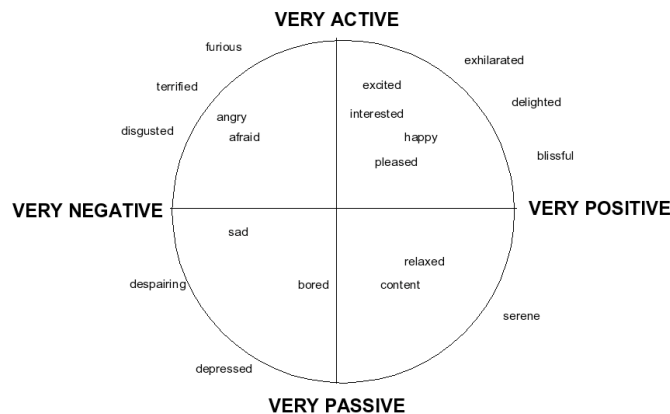 VERY ACTIVE
furious
exhilarated
terrified
excited
delighted
angry
interested
disgusted
afraid
happy
blissful
pleased
VERY NEGATIVE
VERY POSITIVE
sad
relaxed
despairing
bored
content
serene
depressed
VERY PASSIVE